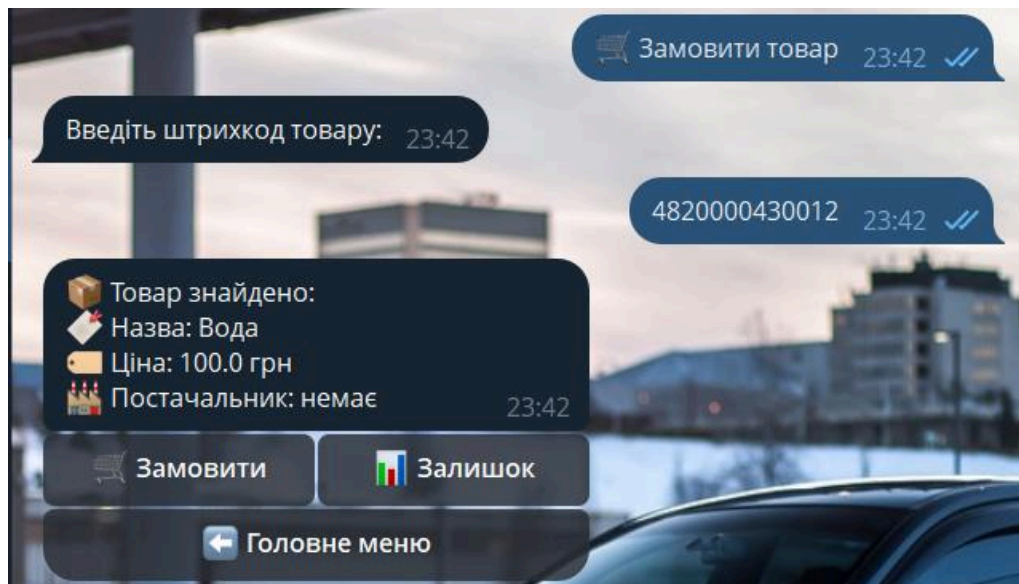 🛒 Замовити товар 23:42
Введіть штрихкод товару: 23:42
4820000430012 23:42
📦 Товар знайдено:
Назва: Вода
🏷️ Ціна: 100.0 грн
🏭 Постачальник: немає 23:42
🛒 Замовити
📊 Залишок
⬅️ Головне меню